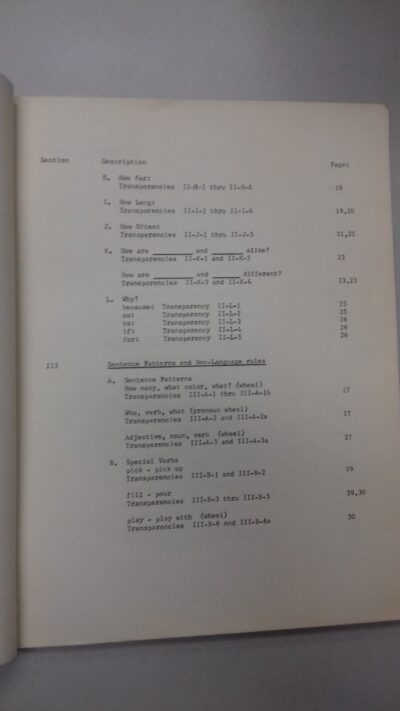 Section Description Page:
H. How Far:
Transparencies II-H-1 thru II-H-4 18
I. How Long:
Transparencies II-I-1 thru II-I-4 19,20
J. How Often:
Transparencies II-J-1 thru II-J-3 21,22
K. How are ________ and ______ alike?
Transparencies II-K-1 and II-K-2 23
How are ________ and ______ different?
Transparencies II-K-3 and II-K-4 23,23
L. Why?
because: Transparency II-L-1 25
so: Transparency II-L-2 25
to: Transparency II-L-3 26
if: Transparency II-L-4 26
for: Transparency II-L-5 26
III Sentence Patterns and Non-Language rules
A. Sentence Patterns
How many, what color, what? (wheel)
Transparencies III-A-1 thru III-A-1b 27
Who, verb, what (pronoun wheel)
Transparencies III-A-2 and III-A-2a 27
Adjective, noun, verb (wheel)
Transparencies III-A-3 and III-A-3a 27
B. Special Verbs
pick - pick up
Transparencies III-B-1 and III-B-2 29
fill - pour
Transparencies III-B-3 thru III-B-5 29,30
play - play with (wheel)
Transparencies III-B-6 and III-B-6a 30